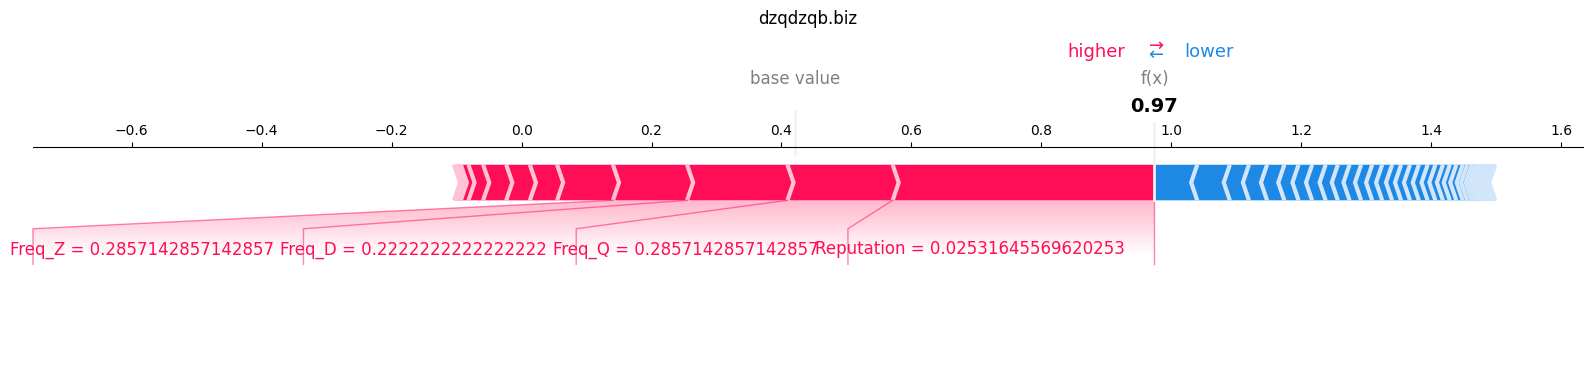 dzqdzqb.biz
higher → ← lower
base value f(x)
0.97
−0.6 −0.4 −0.2 0.0 0.2 0.4 0.6 0.8 1.0 1.2 1.4 1.6
Freq_Z = 0.2857142857142857 Freq_D = 0.2222222222222222 Freq_Q = 0.2857142857142857 Reputation = 0.02531645569620253